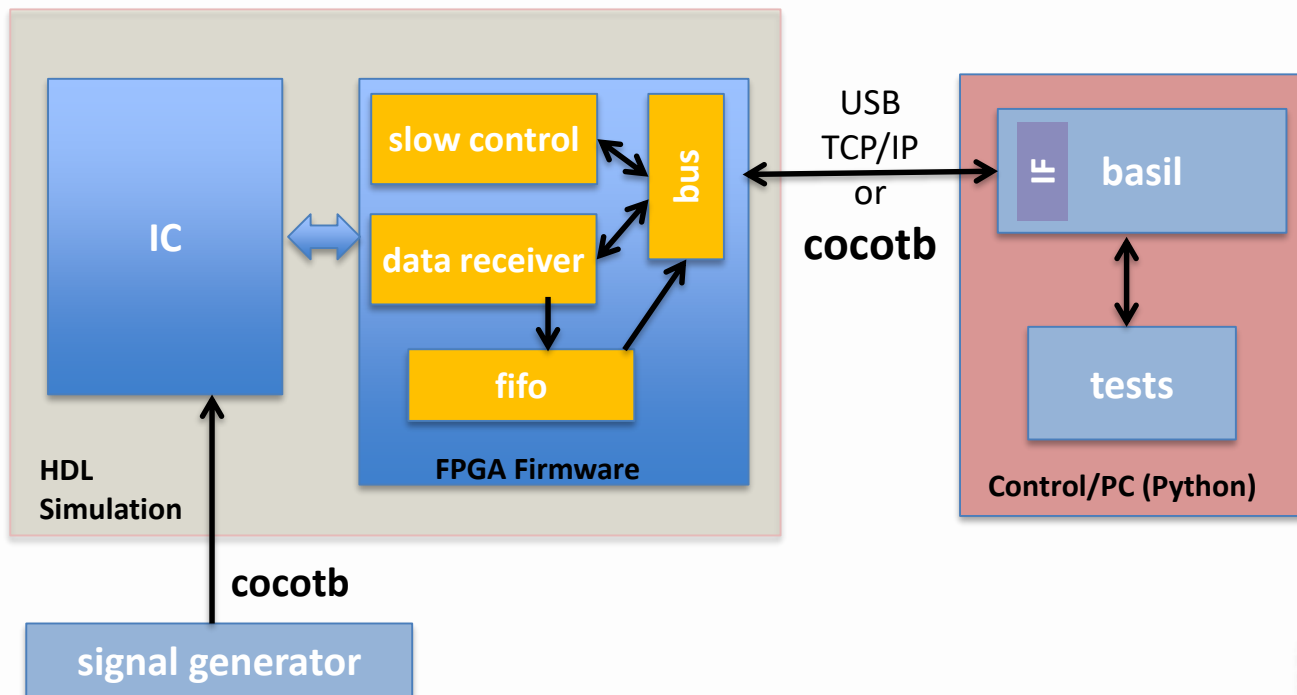 slow control
bus
IC
data receiver
fifo
FPGA Firmware
HDL
Simulation
cocotb
signal generator
USB
TCP/IP
or
cocotb
IF
basil
tests
Control/PC (Python)